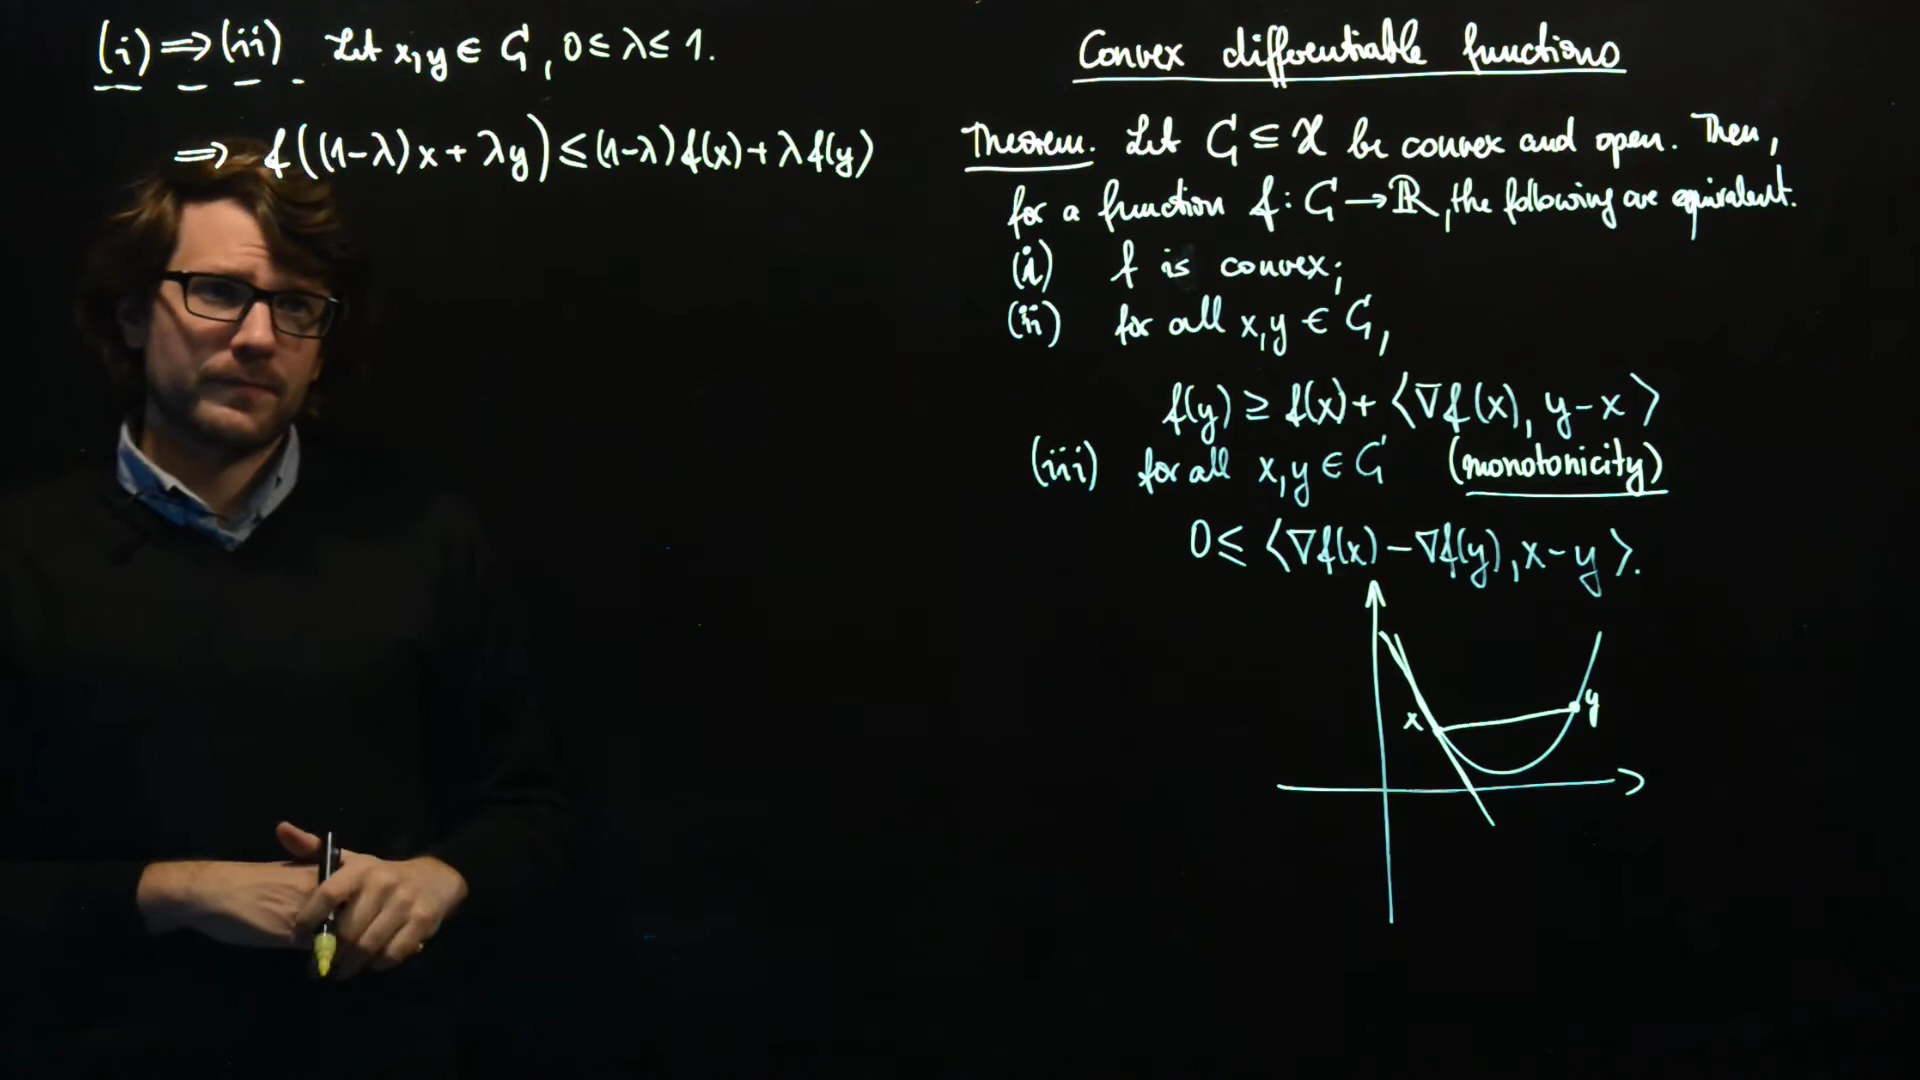 (i) ⟹ (ii) Let x, y ∈ G, 0 ≤ λ ≤ 1.
⟹ f((1-λ)x + λy) ≤ (1-λ)f(x) + λf(y)
Convex differentiable functions
Theorem. Let G ⊆ X be convex and open. Then,
for a function f: G → ℝ, the following are equivalent.
(i) f is convex;
(ii) for all x, y ∈ G,
f(y) ≥ f(x) + ⟨∇f(x), y-x⟩
(iii) for all x, y ∈ G (monotonicity)
0 ≤ ⟨∇f(x) - ∇f(y), x-y⟩.
x y